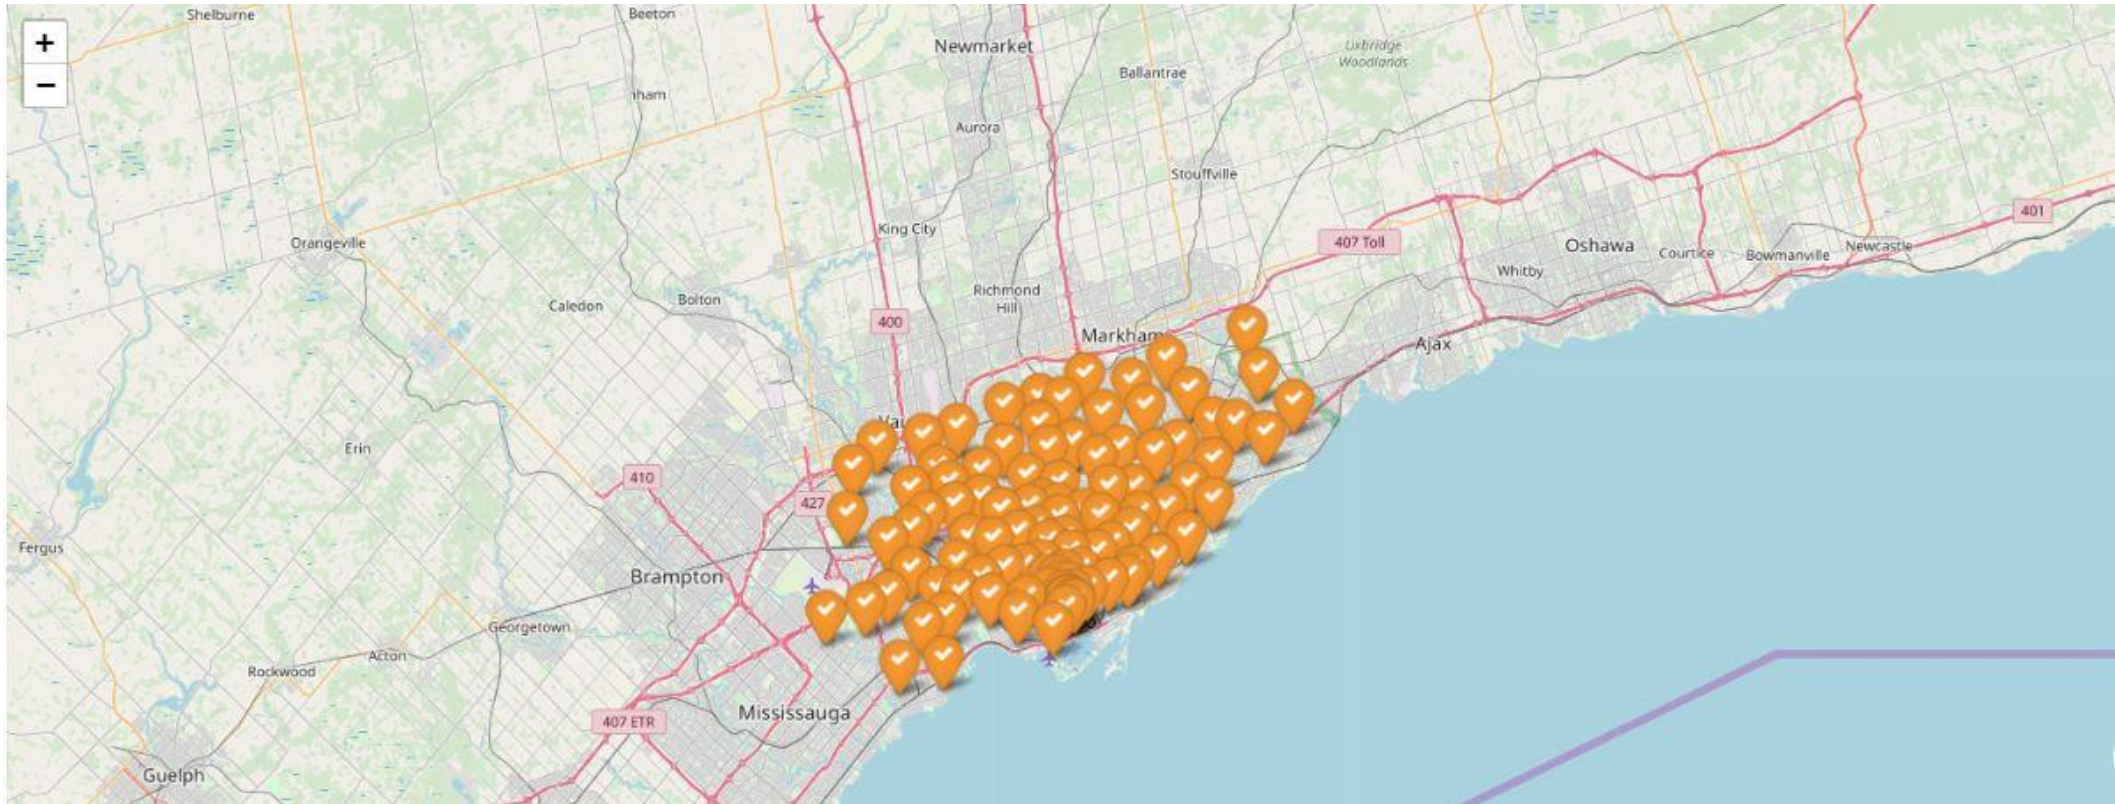 Shelburne
Beeton
+
Newmarket
Uxbridge
Woodlands
Ballantrae
−
Aurora
Stouffville
401
King City
Orangeville
407 Toll
Oshawa
Newcastle
Courtice
Bowmanville
Whitby
Richmond
Hill
Bolton
Caledon
400
Markham
Ajax
Erin
410
427
Fergus
Brampton
Georgetown
Acton
Rockwood
Mississauga
407 ETR
Guelph